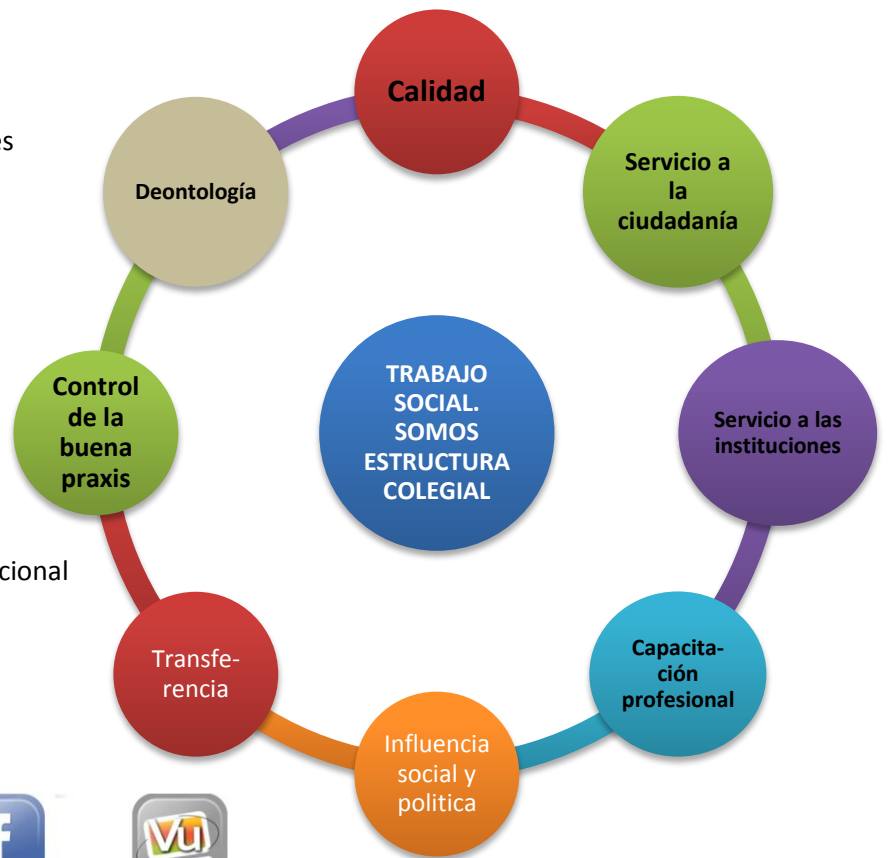 Calidad
es
Servicio a
la
ciudadanía
Deontología
TRABAJO
SOCIAL.
SOMOS
ESTRUCTURA
COLEGIAL
Control
de la
buena
praxis
Servicio a las
instituciones
cional
Transfe-
rencia
Capacita-
ción
profesional
Influencia
social y
politica
f
Vu